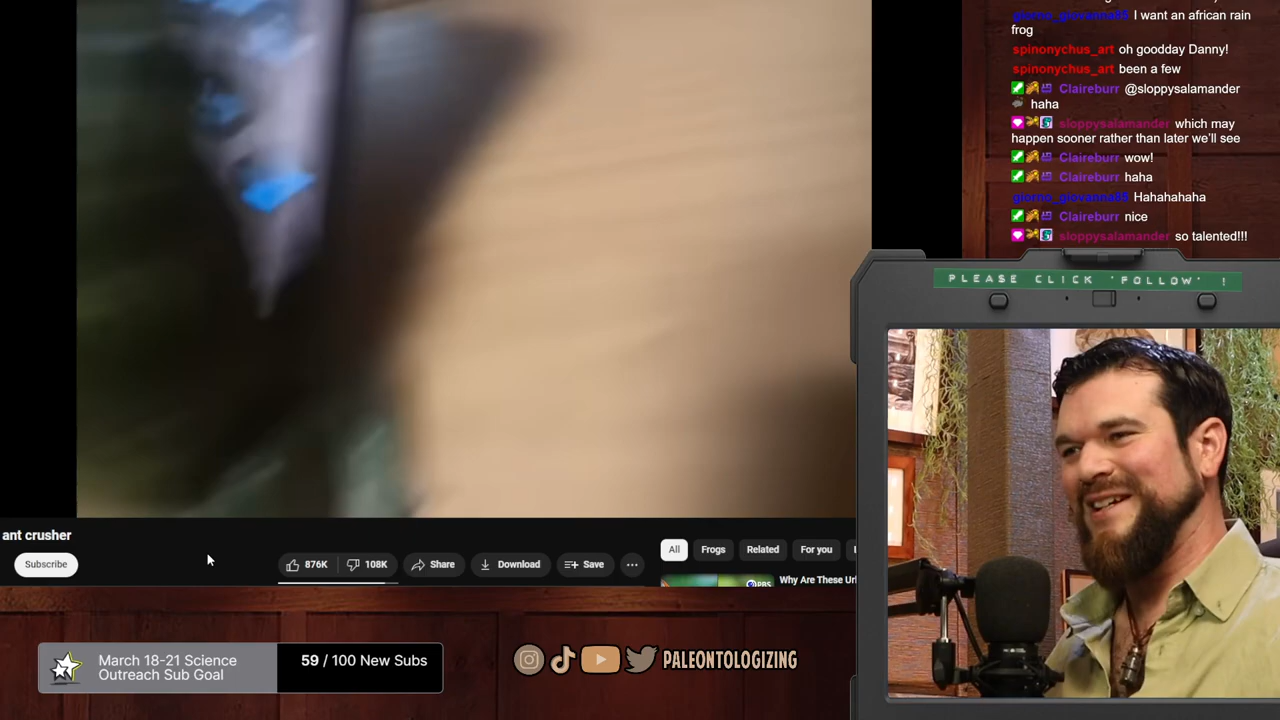 giorno_giovanna85 I want an african rain
frog
spinonychus_art oh goodday Danny!
spinonychus_art been a few
Claireburr @sloppysalamander
haha
sloppysalamander which may
happen sooner rather than later we'll see
Claireburr wow!
Claireburr haha
giorno_giovanna85 Hahahahaha
Claireburr nice
sloppysalamander so talented!!!
PLEASE CLICK 'FOLLOW' !
ant crusher
Subscribe
876K
108K
Share
Download
Save
All
Frogs
Related
For you
PBS
Why Are These
March 18-21 Science
Outreach Sub Goal
59 / 100 New Subs
PALEONTOLOGIZING